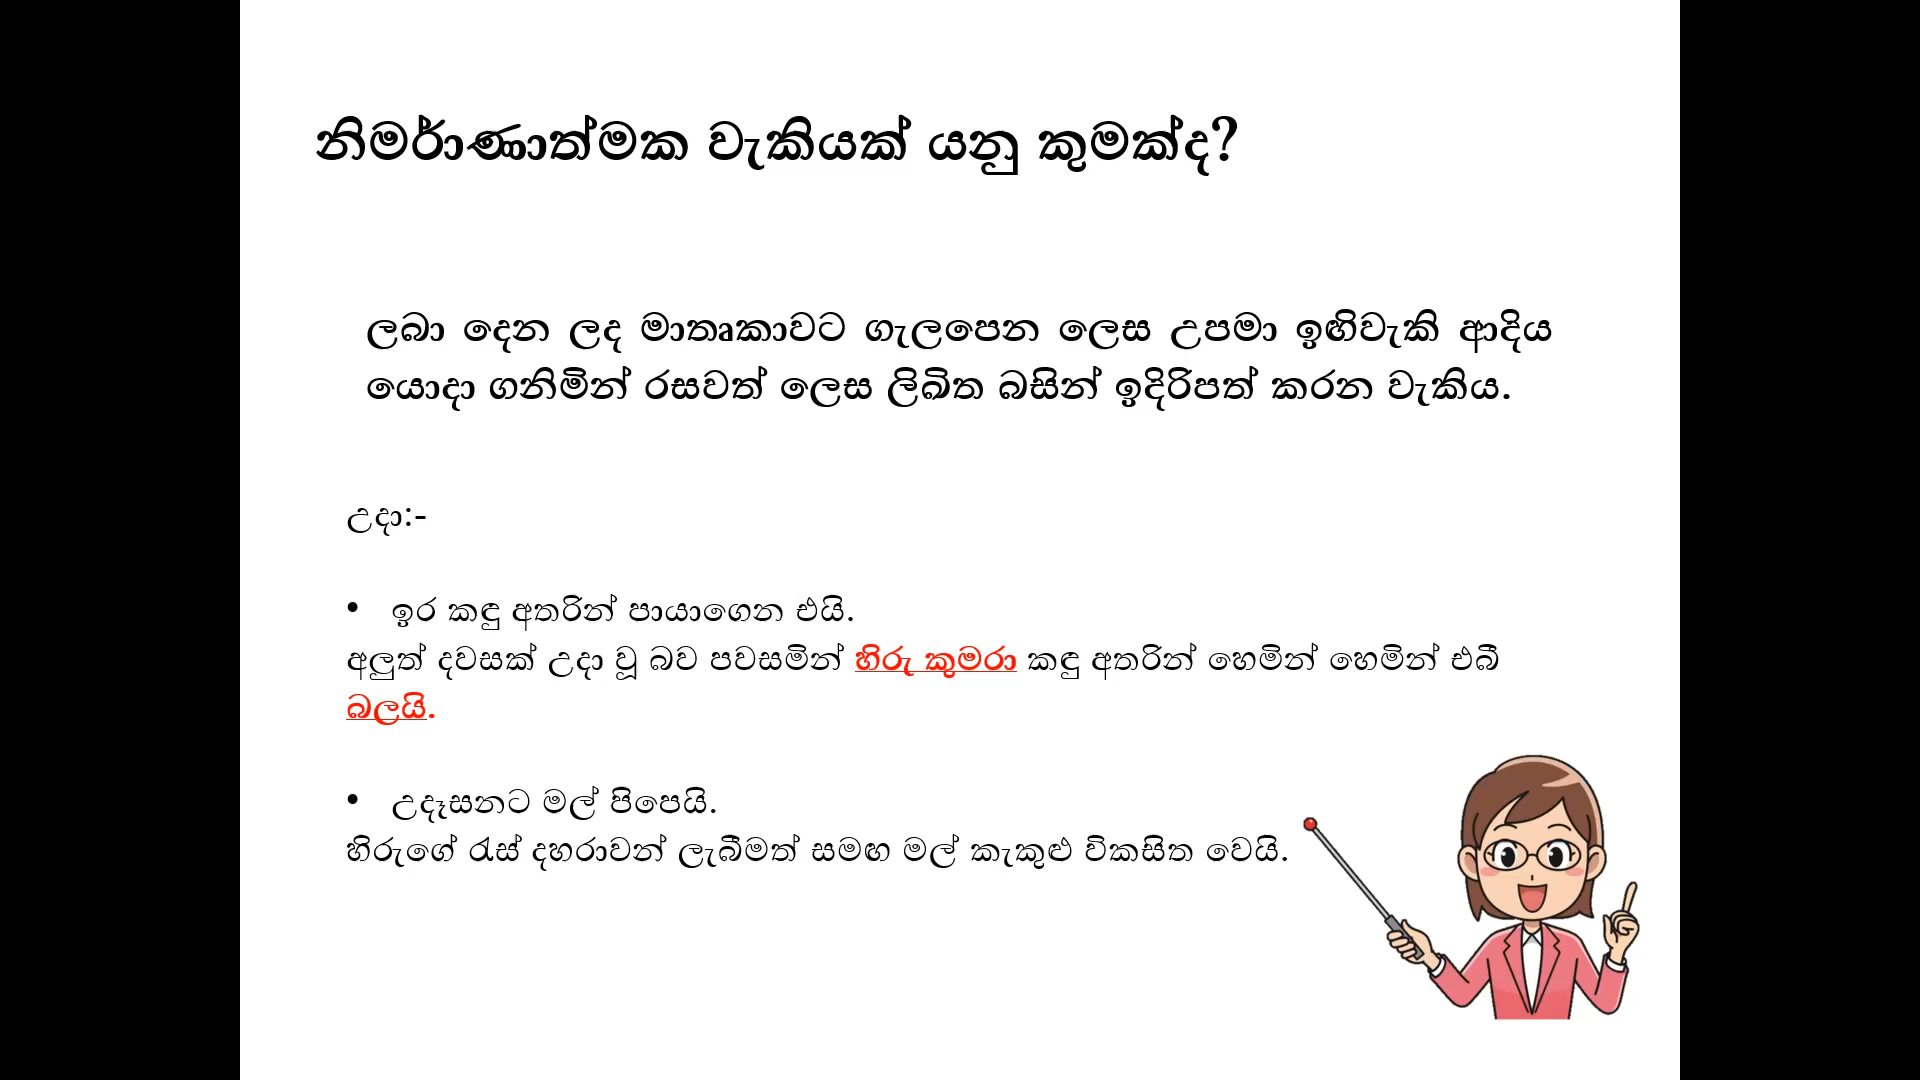 නිමර්ාණාත්මක වැකියක් යනු කුමක්ද?
ලබා දෙන ලද මාතෘකාවට ගැලපෙන ලෙස උපමා ඉඟිවැකි ආදිය
යොදා ගනිමින් රසවත් ලෙස ලිඛිත බසින් ඉදිරිපත් කරන වැකිය.
උදා:-
• ඉර කඳු අතරින් පායාගෙන එයි.
අලුත් දවසක් උදා වූ බව පවසමින් හිරු කුමරා කඳු අතරින් හෙමින් හෙමින් එබී
බලයි.
• උදෑසනට මල් පිපෙයි.
හිරුගේ රැස් දහරාවන් ලැබීමත් සමඟ මල් කැකුළු විකසිත වෙයි.